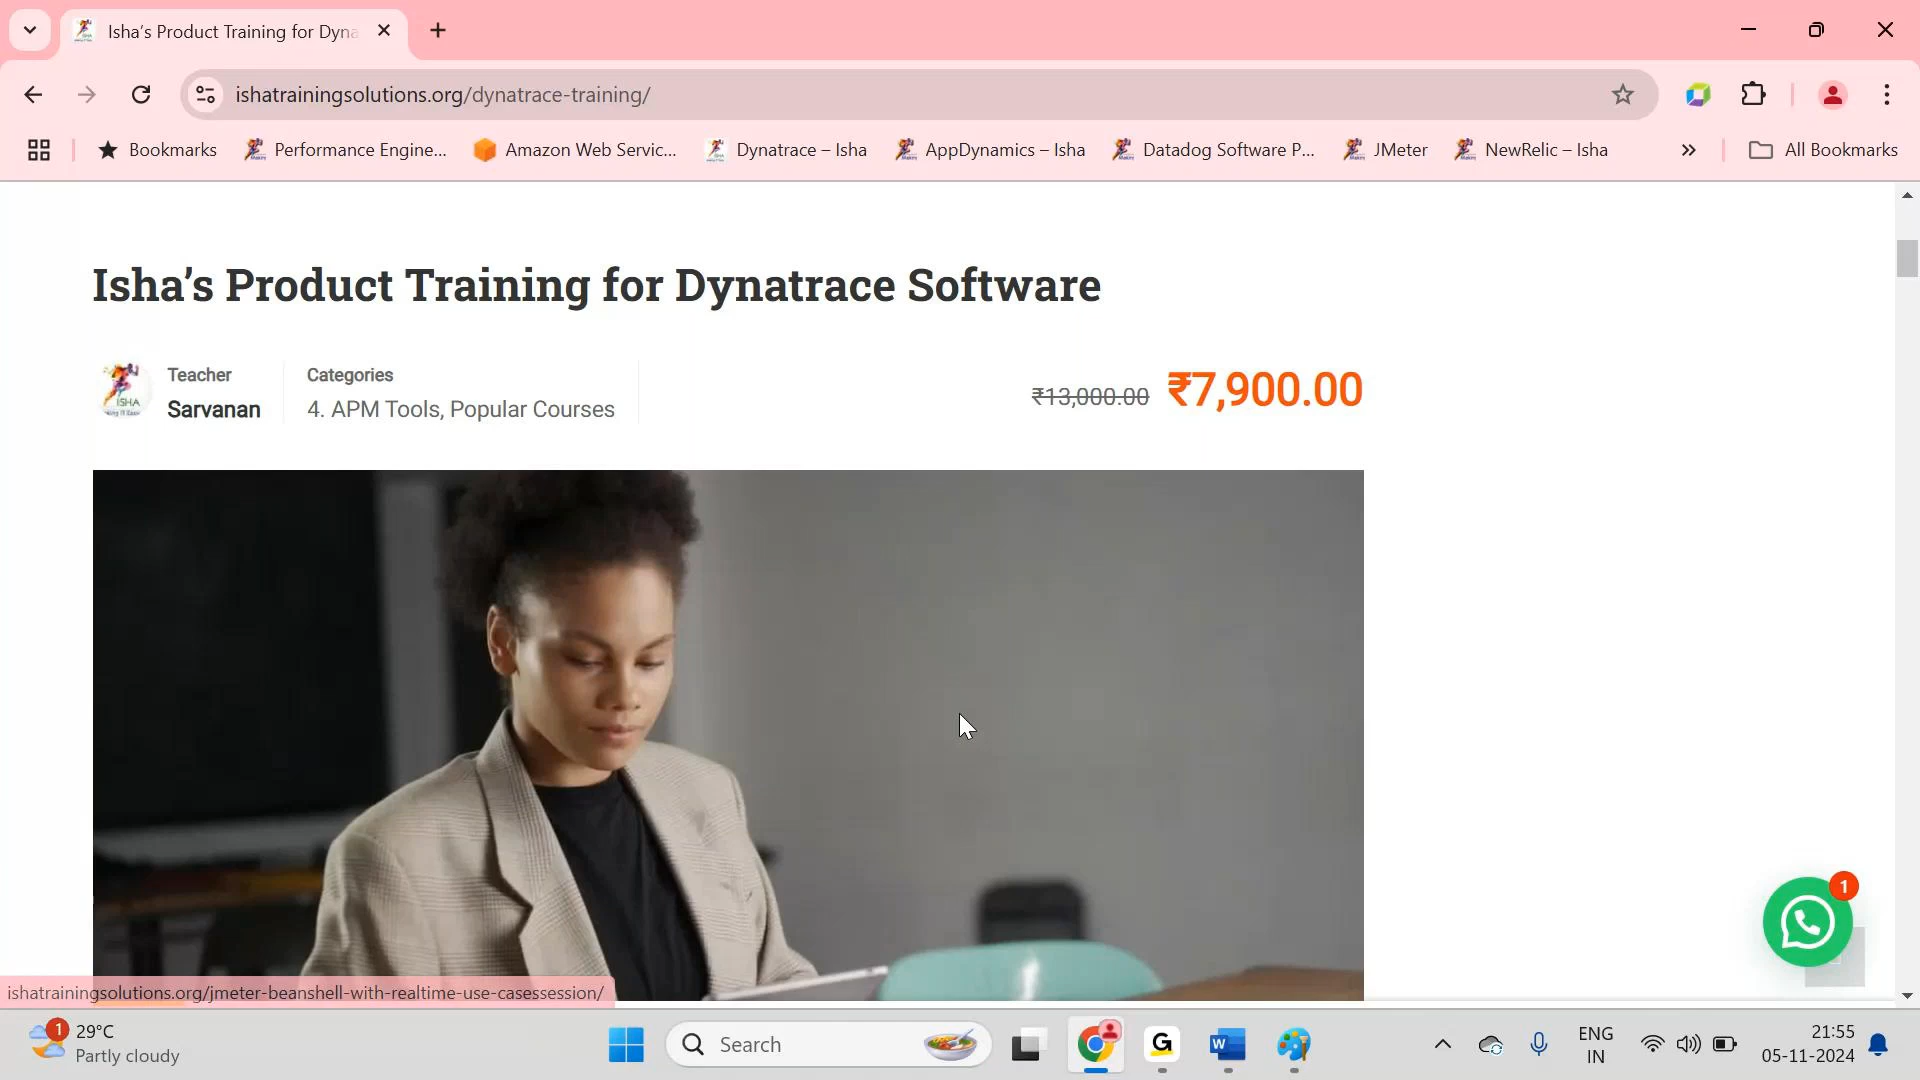 Isha's Product Training for Dyna
ishatrainingsolutions.org/dynatrace-training/
Bookmarks
Performance Engine...
Amazon Web Servic...
Dynatrace – Isha
AppDynamics – Isha
Datadog Software P...
JMeter
NewRelic – Isha
»
All Bookmarks
Isha’s Product Training for Dynatrace Software
Teacher
Sarvanan
Categories
4. APM Tools, Popular Courses
₹13,000.00 ₹7,900.00
ISHA
1
ishatrainingsolutions.org/jmeter-beanshell-with-realtime-use-casessession/
1
29°C
Partly cloudy
Search
G
W
ENG
IN
21:55
05-11-2024